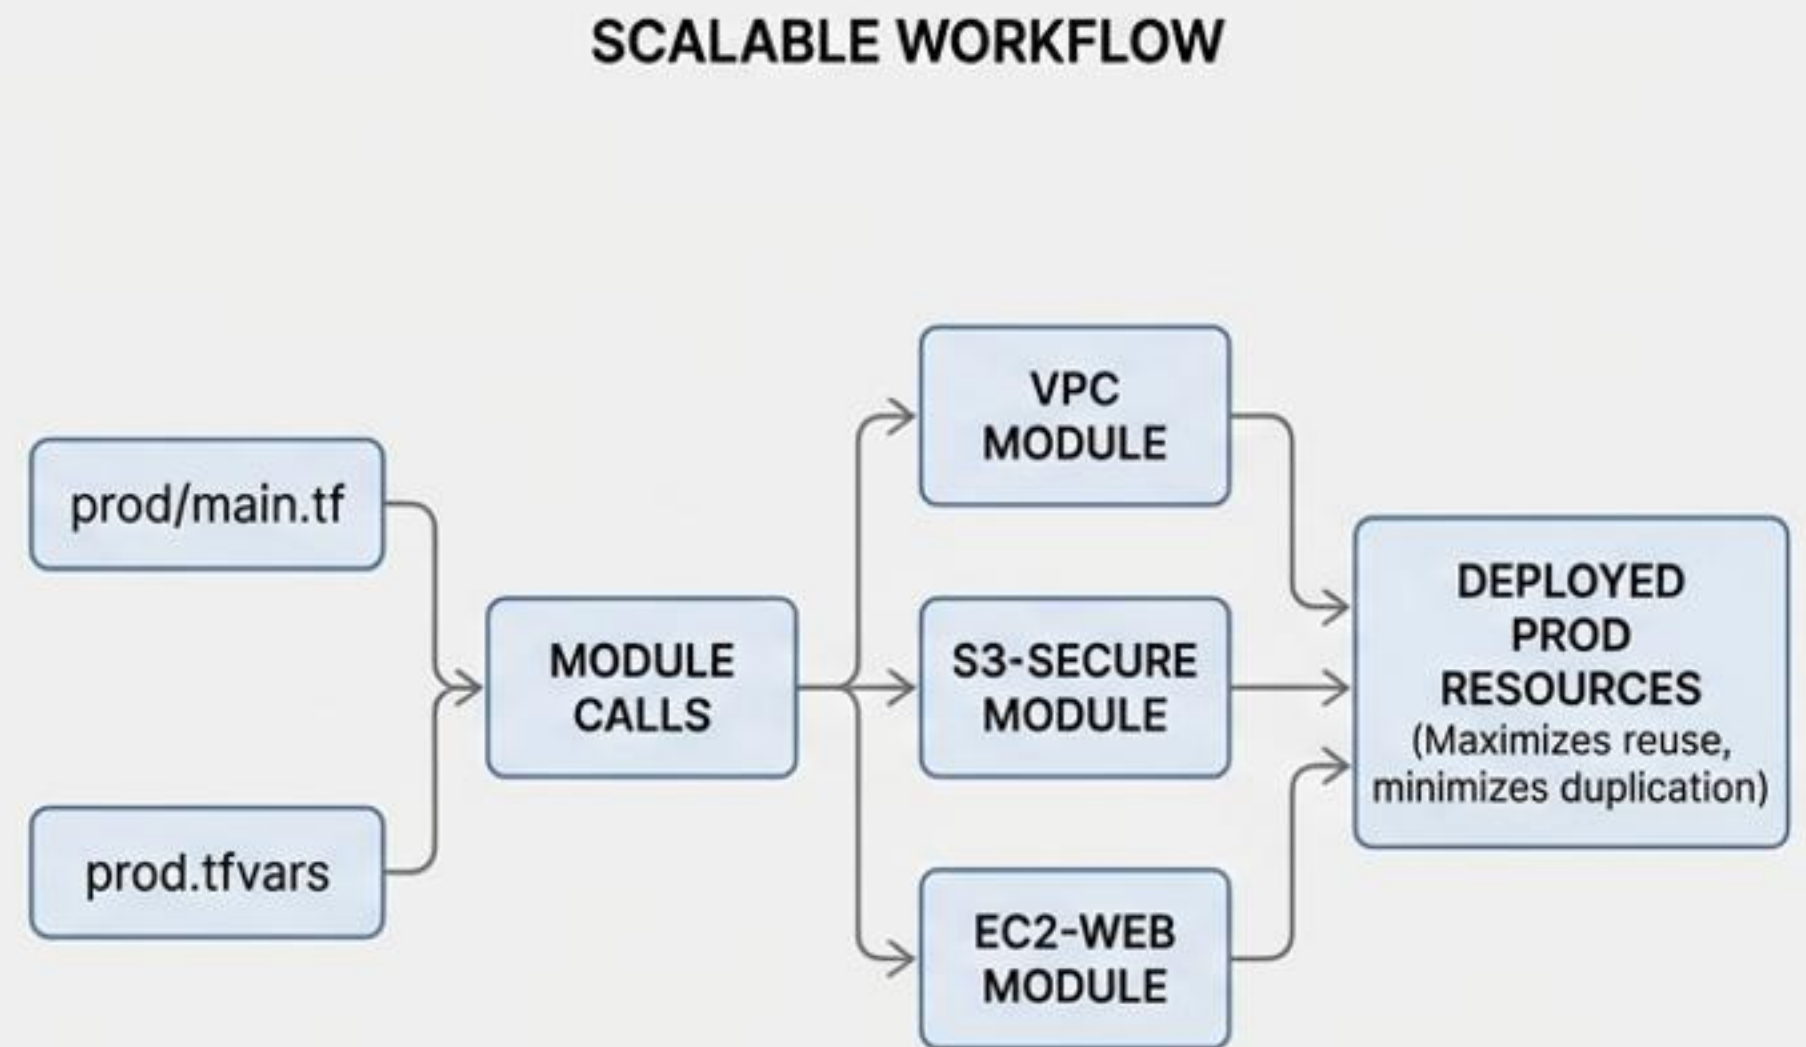 SCALABLE WORKFLOW
prod/main.tf
prod.tfvars
MODULE
CALLS
VPC
MODULE
S3-SECURE
MODULE
EC2-WEB
MODULE
DEPLOYED
PROD
RESOURCES
(Maximizes reuse,
minimizes duplication)